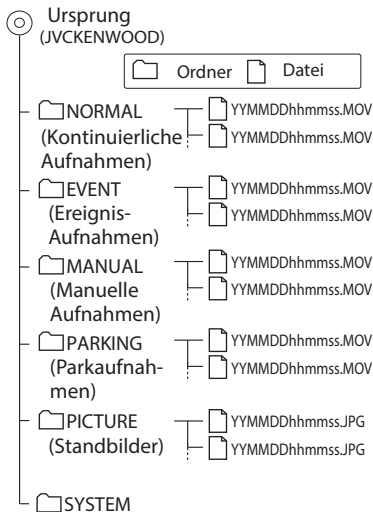 Ursprung
(JVCKENWOOD)
Ordner Datei
NORMAL YYMMDDhhmmss.MOV
(Kontinuierliche YYMMDDhhmmss.MOV
Aufnahmen)
EVENT YYMMDDhhmmss.MOV
(Ereignis- YYMMDDhhmmss.MOV
Aufnahmen)
MANUAL YYMMDDhhmmss.MOV
(Manuelle YYMMDDhhmmss.MOV
Aufnahmen)
PARKING YYMMDDhhmmss.MOV
(Parkaufnah- YYMMDDhhmmss.MOV
men)
PICTURE YYMMDDhhmmss.JPG
(Standbilder) YYMMDDhhmmss.JPG
SYSTEM